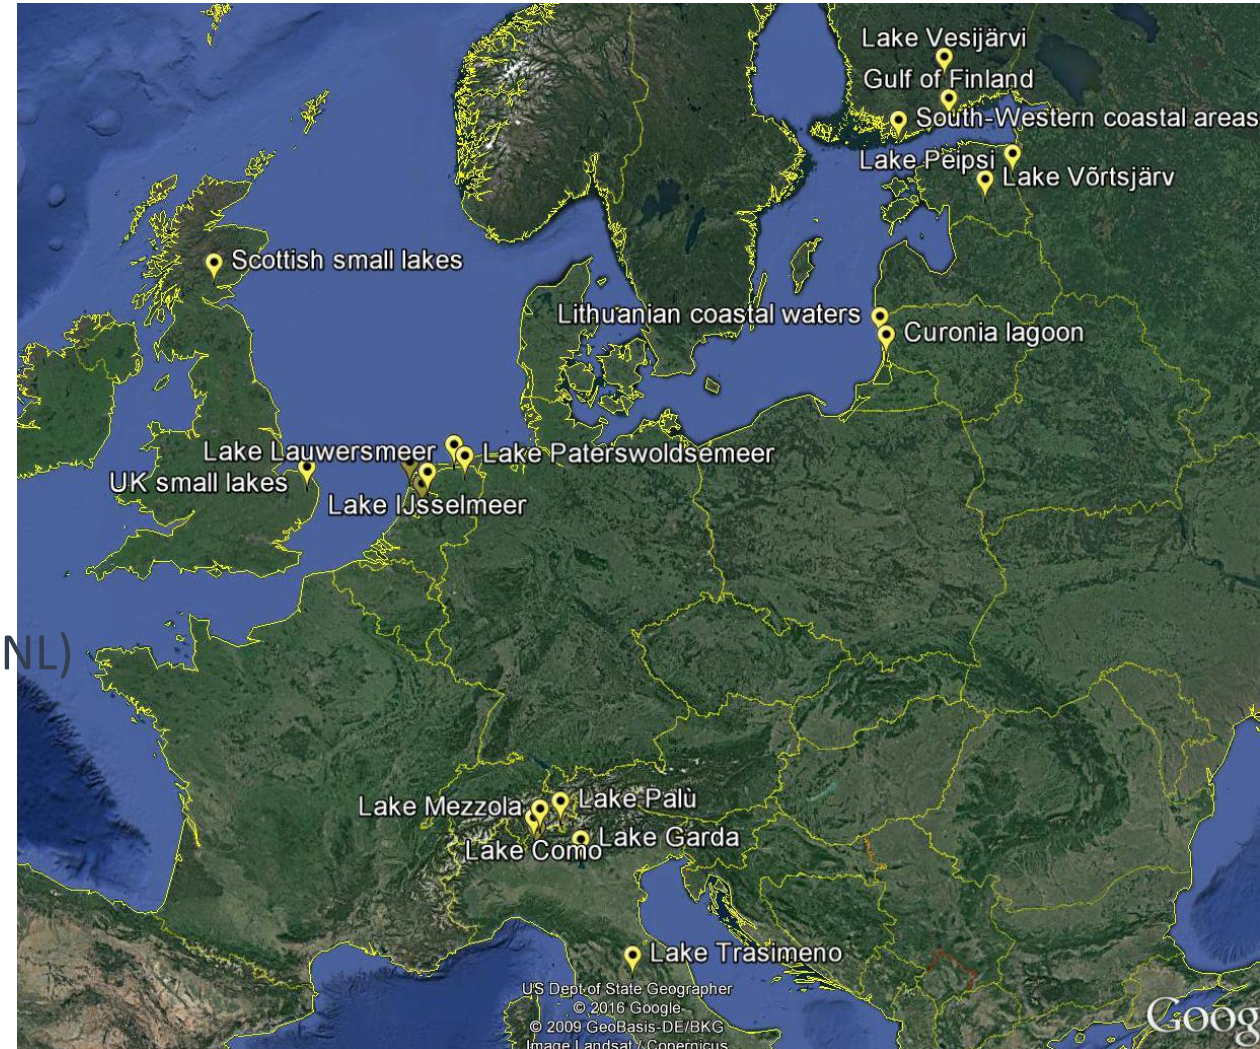 Lake Vesijärvi
Gulf of Finland
South-Western coastal areas
Lake Peipsi
Lake Võrtsjärv
Scottish small lakes
Lithuanian coastal waters
Curonia lagoon
Lake Lauwersmeer
Lake Paterswoldsemeer
UK small lakes
Lake IJsselmeer
NL)
Lake Mezzola
Lake Palù
Lake Garda
Lake Como
Lake Trasimeno
US Dept of State Geographer
© 2016 Google
© 2009 GeoBasis-DE/BKG
Image Landsat / Copernicus
Goog